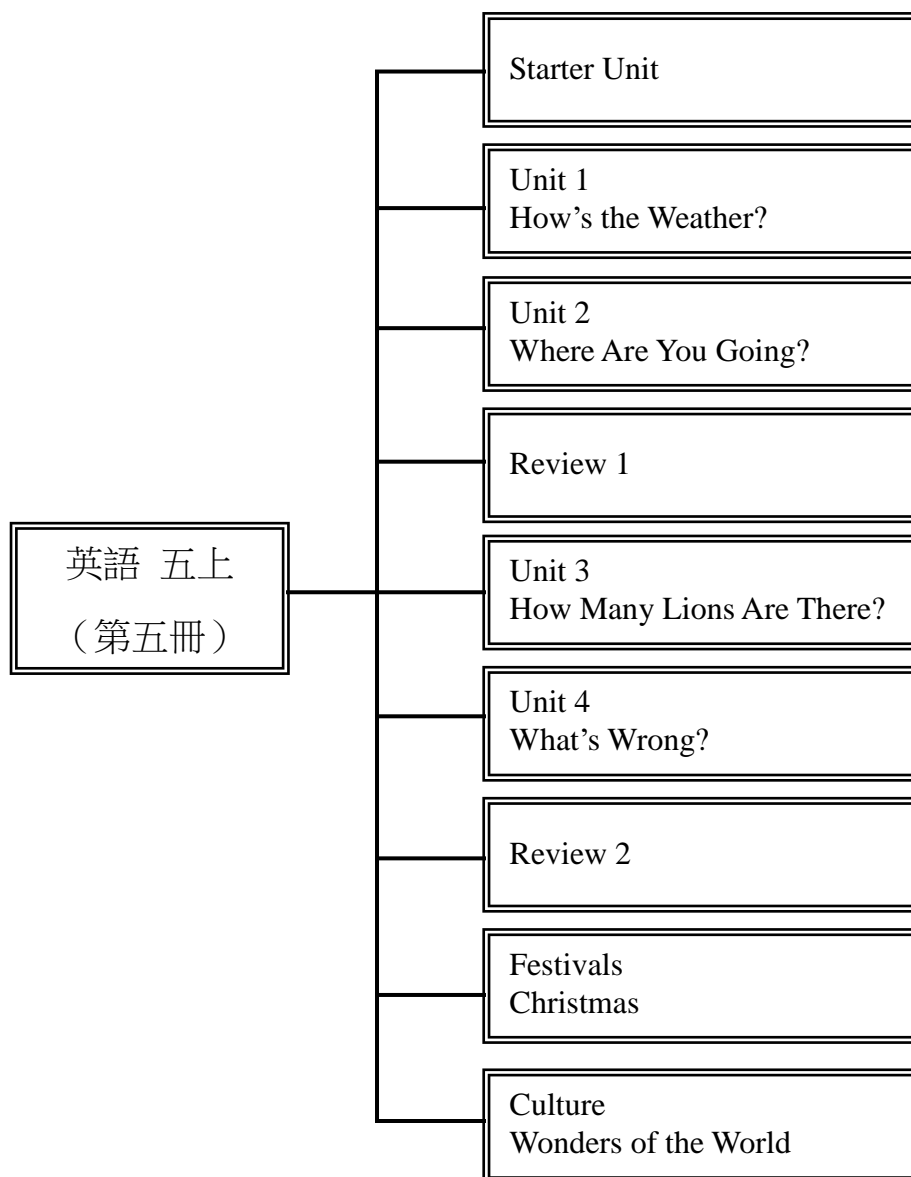 Starter Unit
Unit 1
How’s the Weather?
Unit 2
Where Are You Going?
Review 1
英語 五上
（第五冊）
Unit 3
How Many Lions Are There?
Unit 4
What’s Wrong?
Review 2
Festivals
Christmas
Culture
Wonders of the World